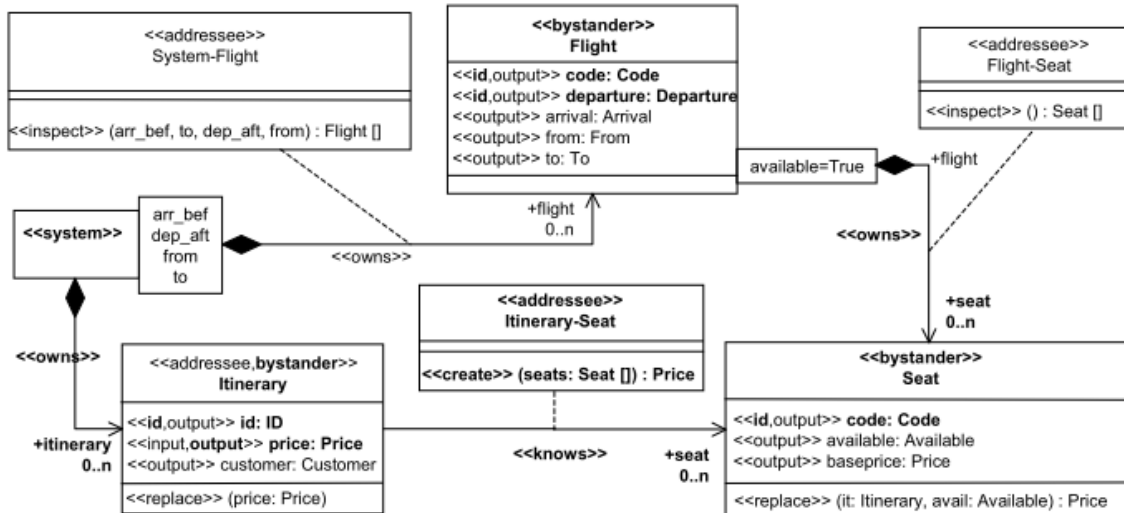 <<addressee>>
System-Flight
<<inspect>> (arr_bef, to, dep_aft, from) : Flight []
<<bystander>>
Flight
<<id,output>> code: Code
<<id,output>> departure: Departure
<<output>> arrival: Arrival
<<output>> from: From
<<output>> to: To
<<addressee>>
Flight-Seat
<<inspect>> () : Seat []
available=True
+flight
<<system>>
arr_bef
dep_aft
from
to
+flight
0..n
<<owns>>
<<owns>>
<<owns>>
+itinerary
0..n
<<addressee,bystander>>
Itinerary
<<id,output>> id: ID
<<input,output>> price: Price
<<output>> customer: Customer
<<replace>> (price: Price)
<<addressee>>
Itinerary-Seat
<<create>> (seats: Seat []) : Price
<<knows>>
+seat
0..n
+seat
0..n
<<bystander>>
Seat
<<id,output>> code: Code
<<output>> available: Available
<<output>> baseprice: Price
<<replace>> (it: Itinerary, avail: Available) : Price